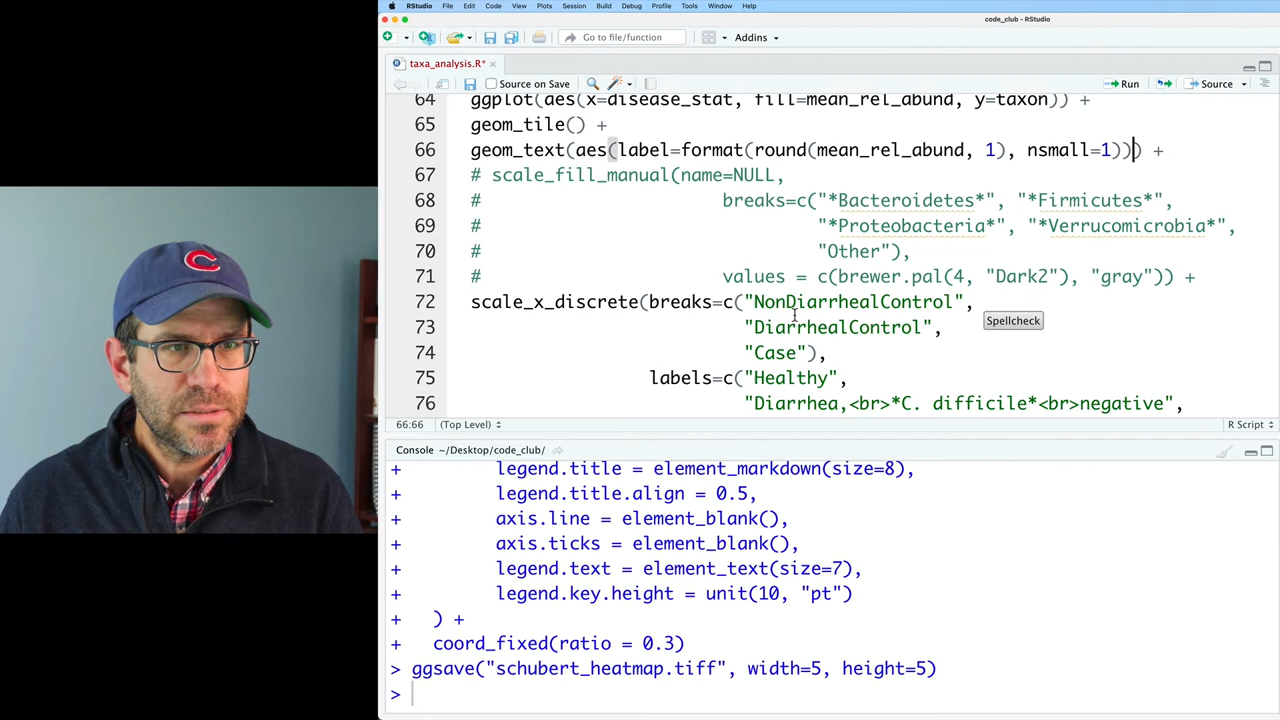 RStudio File Edit Code View Plots Session Build Debug Profile Tools Window Help
code_club - RStudio
Go to file/function Addins
taxa_analysis.R*
Source on Save Run Source
64 ggplot(aes(x=disease_stat, fill=mean_rel_abund, y=taxon)) +
65 geom_tile() +
66 geom_text(aes(label=format(round(mean_rel_abund, 1), nsmall=1))) +
67 # scale_fill_manual(name=NULL,
68 # breaks=c("*Bacteroidetes*", "*Firmicutes*",
69 # "*Proteobacteria*", "*Verrucomicrobia*",
70 # "Other"),
71 # values = c(brewer.pal(4, "Dark2"), "gray")) +
72 scale_x_discrete(breaks=c("NonDiarrhealControl",
Spellcheck
73 "DiarrhealControl",
74 "Case"),
75 labels=c("Healthy",
76 "Diarrhea,<br>*C. difficile*<br>negative",
66:66 (Top Level) R Script
Console ~/Desktop/code_club/
+ legend.title = element_markdown(size=8),
+ legend.title.align = 0.5,
+ axis.line = element_blank(),
+ axis.ticks = element_blank(),
+ legend.text = element_text(size=7),
+ legend.key.height = unit(10, "pt")
+ ) +
+ coord_fixed(ratio = 0.3)
> ggsave("schubert_heatmap.tiff", width=5, height=5)
>